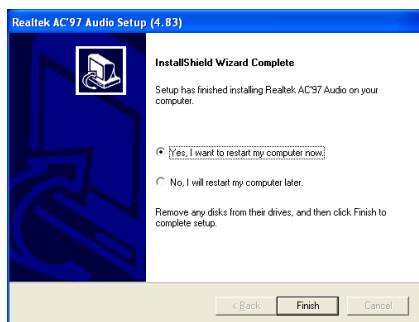 Realtek AC'97 Audio Setup (4.83)
InstallShield Wizard Complete
Setup has finished installing Realtek AC'97 Audio on your
computer.
Yes, I want to restart my computer now.
No, I will restart my computer later.
Remove any disks from their drives, and then click Finish to
complete setup.
< Back
Finish
Cancel